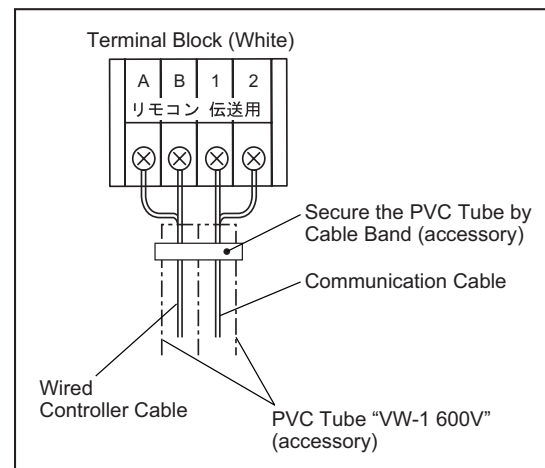 Terminal Block (White)
A B 1 2
リモコン 伝送用
Secure the PVC Tube by
Cable Band (accessory)
Communication Cable
Wired
Controller Cable
PVC Tube “VW-1 600V”
(accessory)